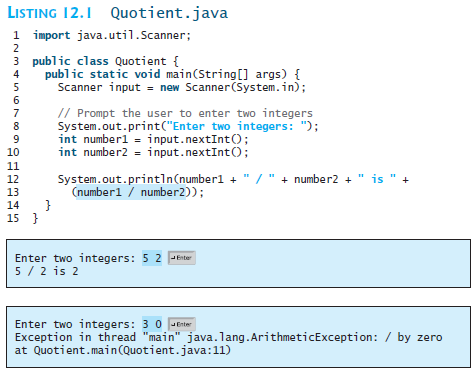 LISTING 12.1 Quotient.java
1 import java.util.Scanner;
2
3 public class Quotient {
4 public static void main(String[] args) {
5 Scanner input = new Scanner(System.in);
6
7 // Prompt the user to enter two integers
8 System.out.print("Enter two integers: ");
9 int number1 = input.nextInt();
10 int number2 = input.nextInt();
11
12 System.out.println(number1 + " / " + number2 + " is " +
13 (number1 / number2));
14 }
15 }
Enter two integers: 5 2 ↵Enter
5 / 2 is 2
Enter two integers: 3 0 ↵Enter
Exception in thread "main" java.lang.ArithmeticException: / by zero
at Quotient.main(Quotient.java:11)